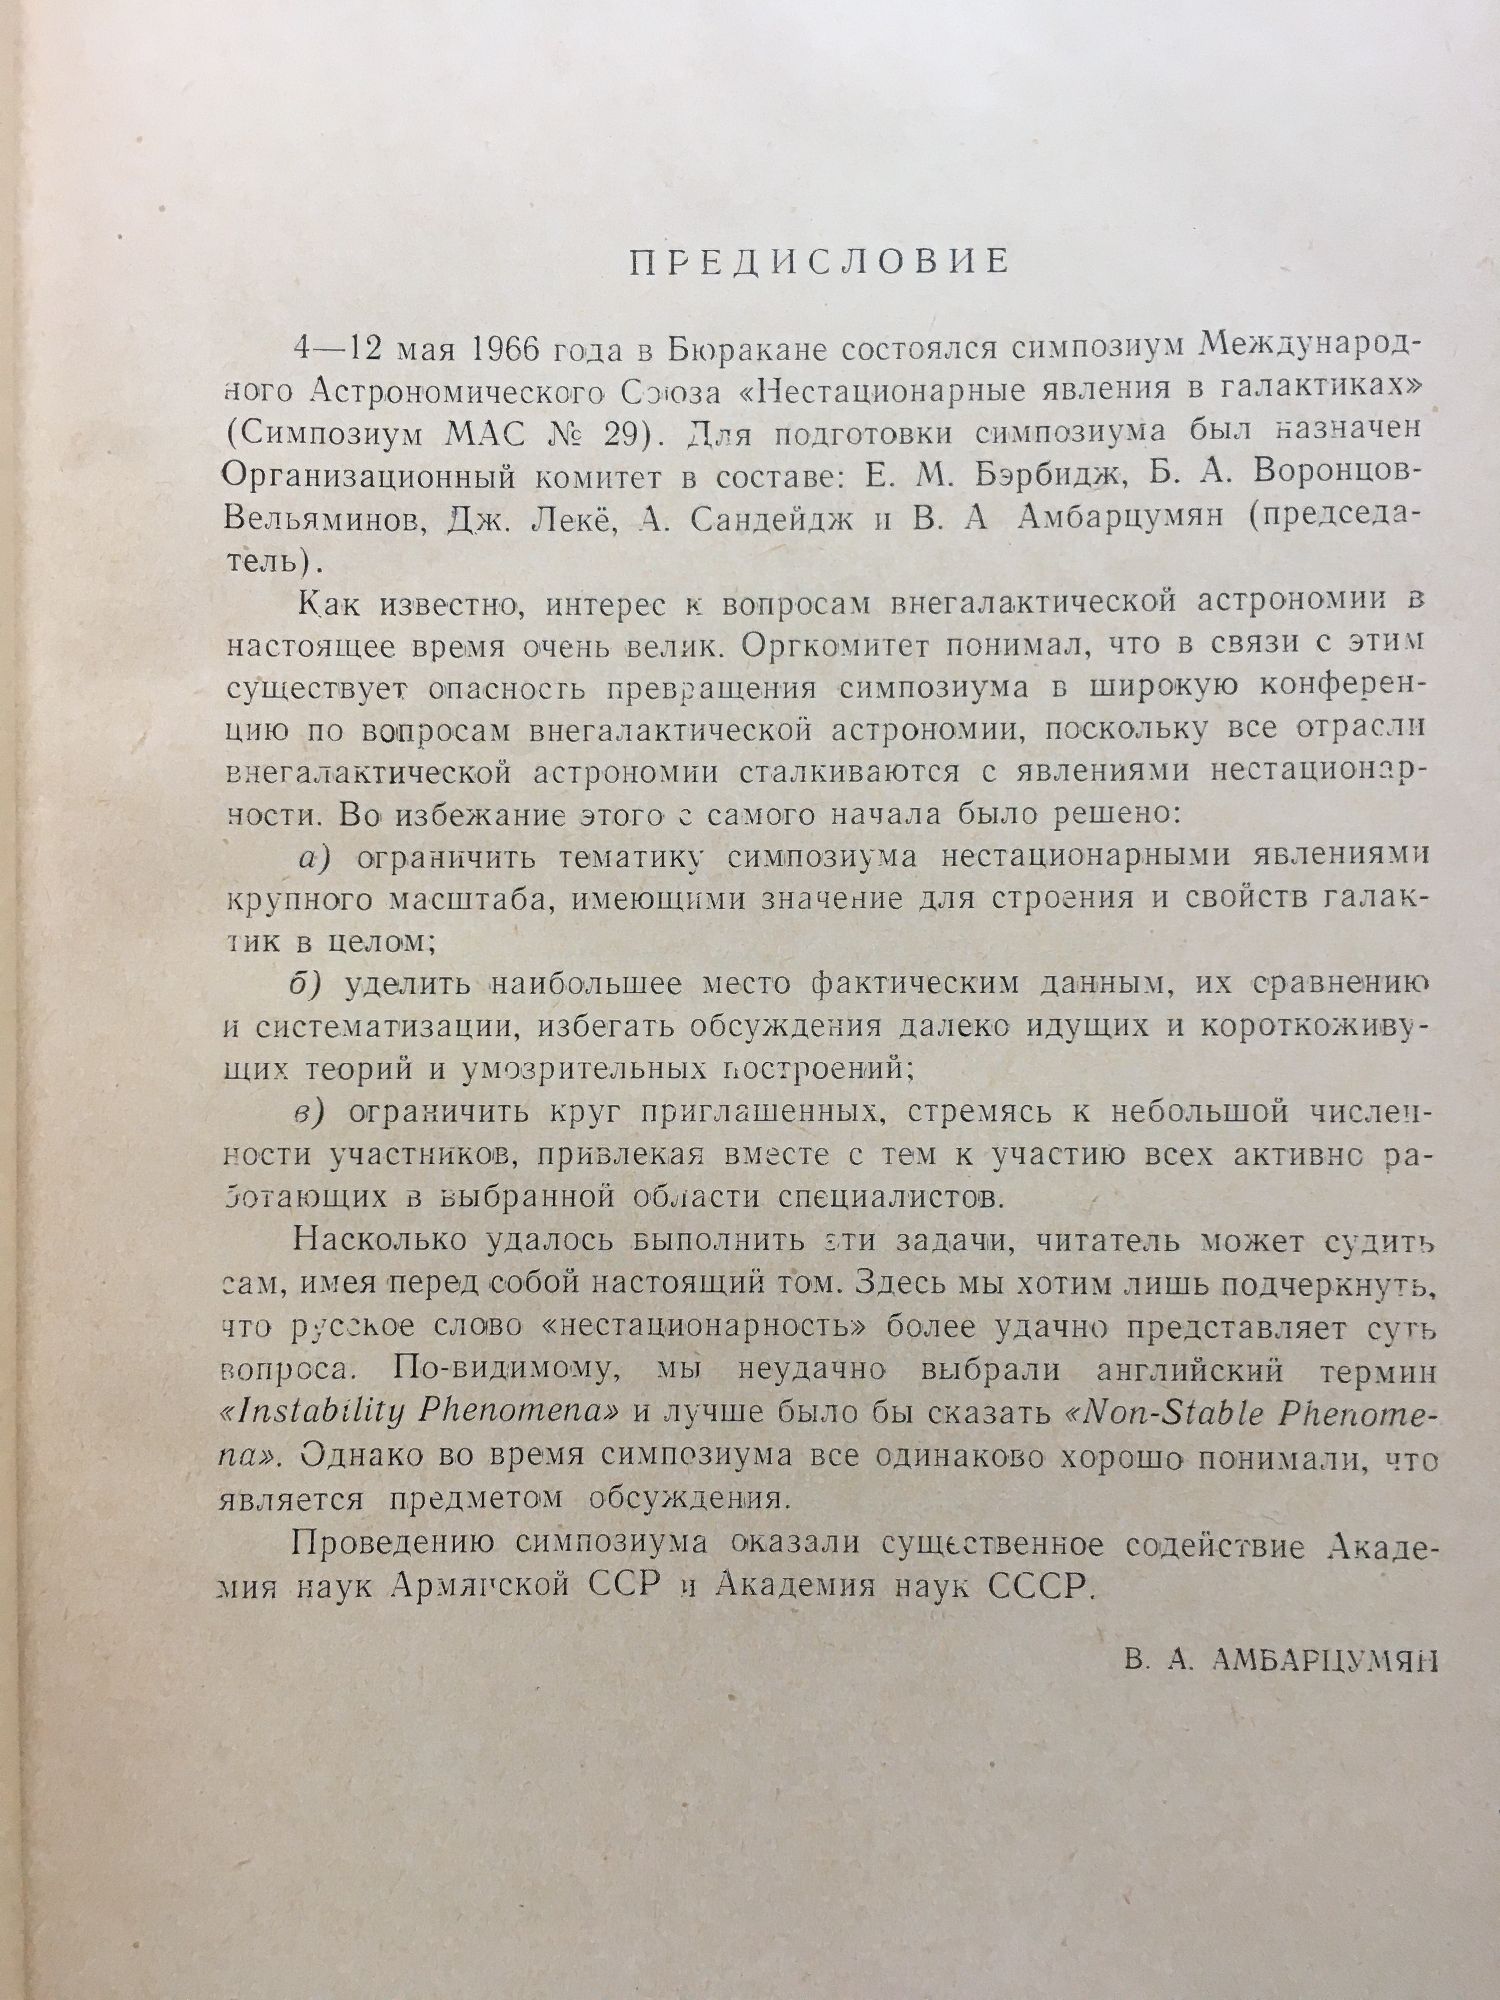 ПРЕДИСЛОВИЕ
4—12 мая 1966 года в Бюракане состоялся симпозиум Международ-
ного Астрономического Союза «Нестационарные явления в галактиках»
(Симпозиум МАС № 29). Для подготовки симпозиума был назначен
Организационный комитет в составе: Е. М. Бэрбидж, Б. А. Воронцов-
Вельяминов, Дж. Лекё, А. Сандейдж и В. А Амбарцумян (председа-
тель).
Как известно, интерес к вопросам внегалактической астрономии в
настоящее время очень велик. Оргкомитет понимал, что в связи с этим
существует опасность превращения симпозиума в широкую конферен-
цию по вопросам внегалактической астрономии, поскольку все отрасли
внегалактической астрономии сталкиваются с явлениями нестационар-
ности. Во избежание этого с самого начала было решено:
а) ограничить тематику симпозиума нестационарными явлениями
крупного масштаба, имеющими значение для строения и свойств галак-
тик в целом;
б) уделить наибольшее место фактическим данным, их сравнению
и систематизации, избегать обсуждения далеко идущих и короткоживу-
щих теорий и умозрительных построений;
в) ограничить круг приглашенных, стремясь к небольшой числен-
ности участников, привлекая вместе с тем к участию всех активно ра-
ботающих в выбранной области специалистов.
Насколько удалось выполнить эти задачи, читатель может судить
сам, имея перед собой настоящий том. Здесь мы хотим лишь подчеркнуть,
что русское слово «нестационарность» более удачно представляет суть
вопроса. По-видимому, мы неудачно выбрали английский термин
«Instability Phenomena» и лучше было бы сказать «Non-Stable Phenome-
na». Однако во время симпозиума все одинаково хорошо понимали, что
является предметом обсуждения.
Проведению симпозиума оказали существенное содействие Акаде-
мия наук Армянской ССР и Академия наук СССР.
В. А. АМБАРЦУМЯН